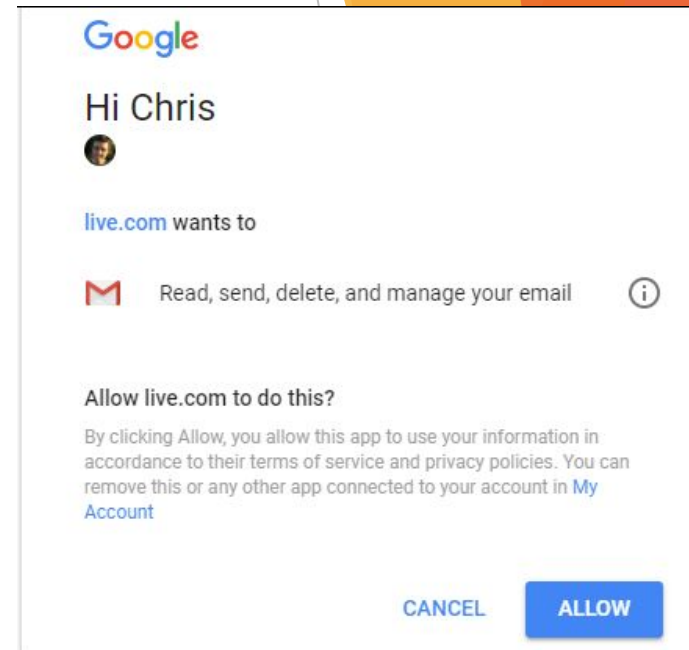 Google
Hi Chris
live.com wants to
Read, send, delete, and manage your email
Allow live.com to do this?
By clicking Allow, you allow this app to use your information in
accordance to their terms of service and privacy policies. You can
remove this or any other app connected to your account in My
Account
CANCEL ALLOW